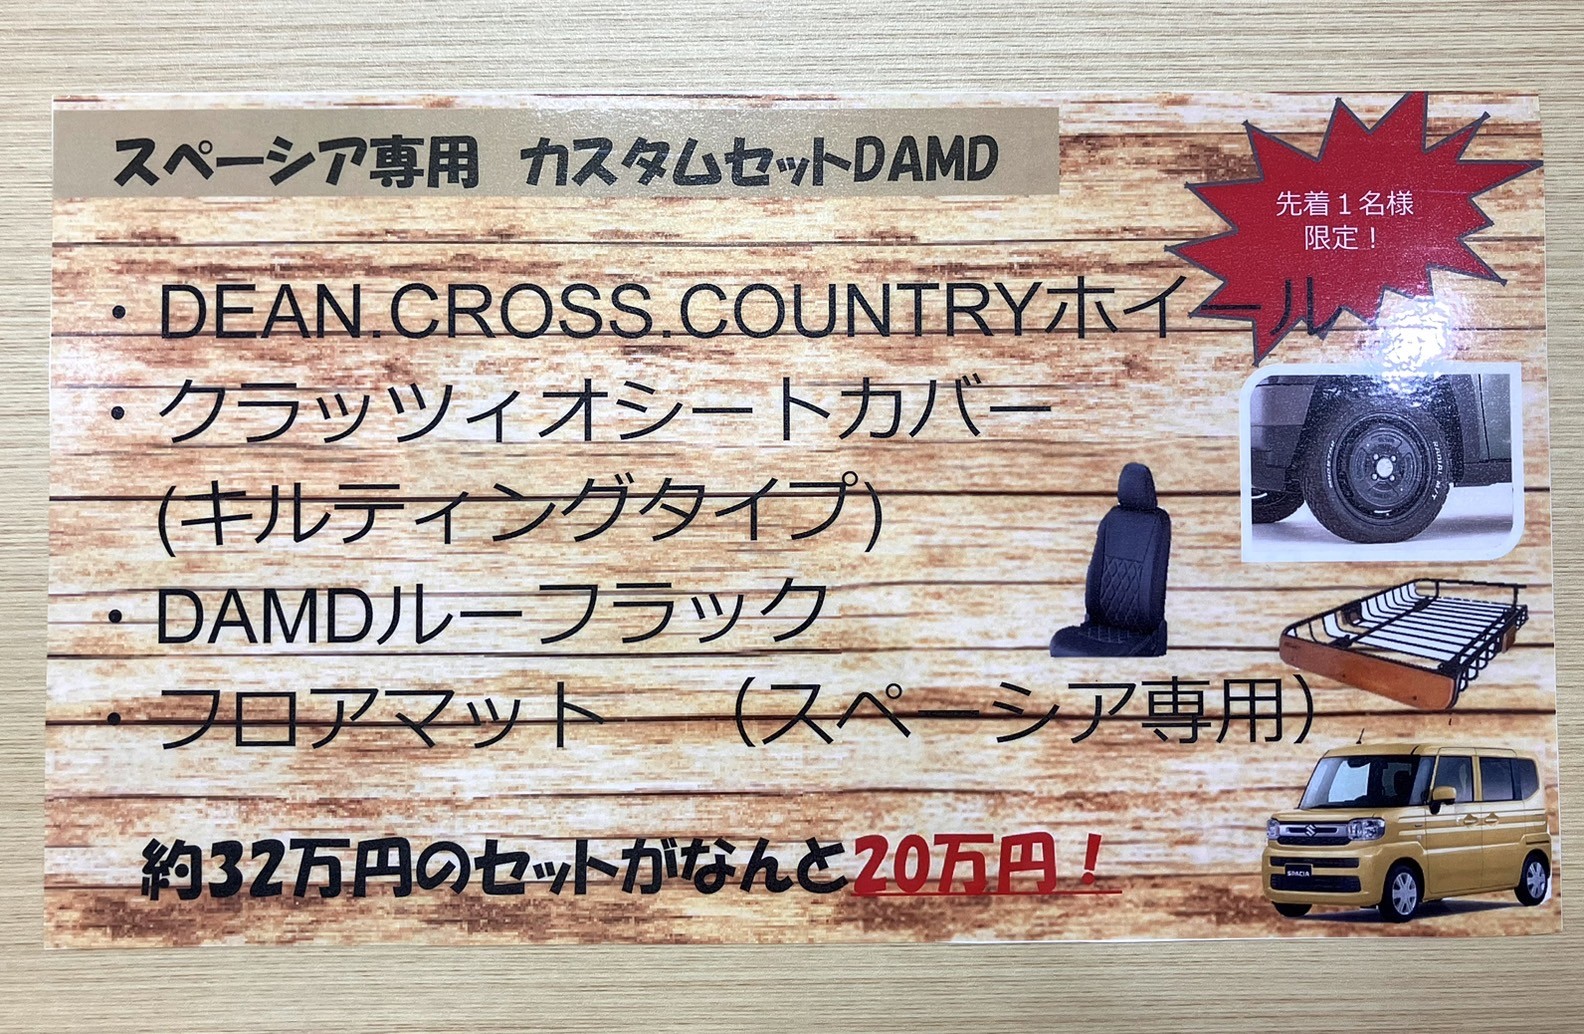 スペーシア専用 カスタムセットDAMD
先着１名様
限定！
・DEAN.CROSS.COUNTRYホイール
・クラッツィオシートカバー
(キルティングタイプ)
・DAMDルーフラック
・フロアマット （スペーシア専用）
約32万円のセットがなんと20万円！
SPACIA